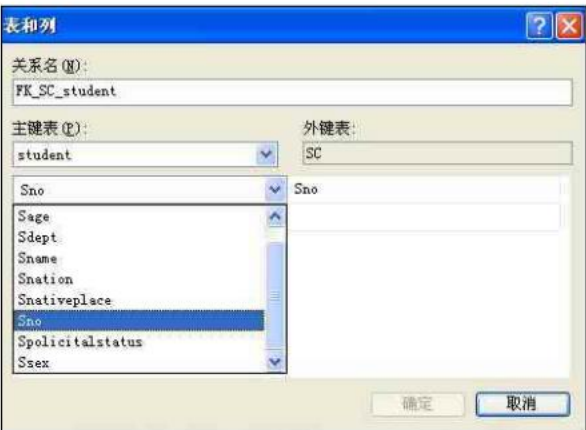 表和列
关系名(N):
FK_SC_student
主键表(P):
外键表:
student
SC
Sno
Sno
Sage
Sdept
Sname
Snation
Snativeplace
Sno
Spolicitalstatus
Ssex
确定
取消